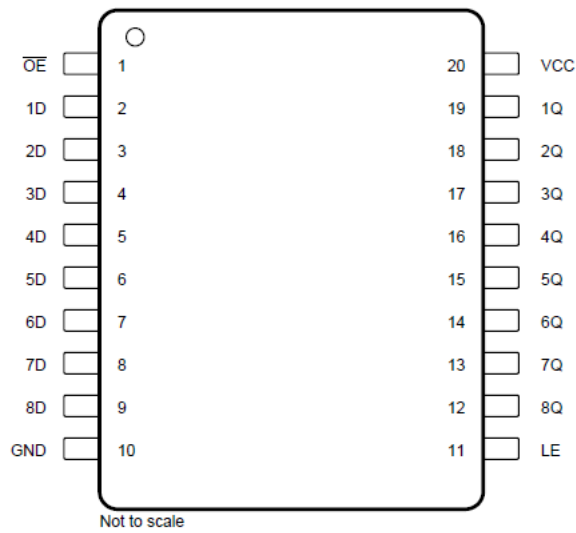 O̅E̅ 1 20 VCC
1D 2 19 1Q
2D 3 18 2Q
3D 4 17 3Q
4D 5 16 4Q
5D 6 15 5Q
6D 7 14 6Q
7D 8 13 7Q
8D 9 12 8Q
GND 10 11 LE
Not to scale